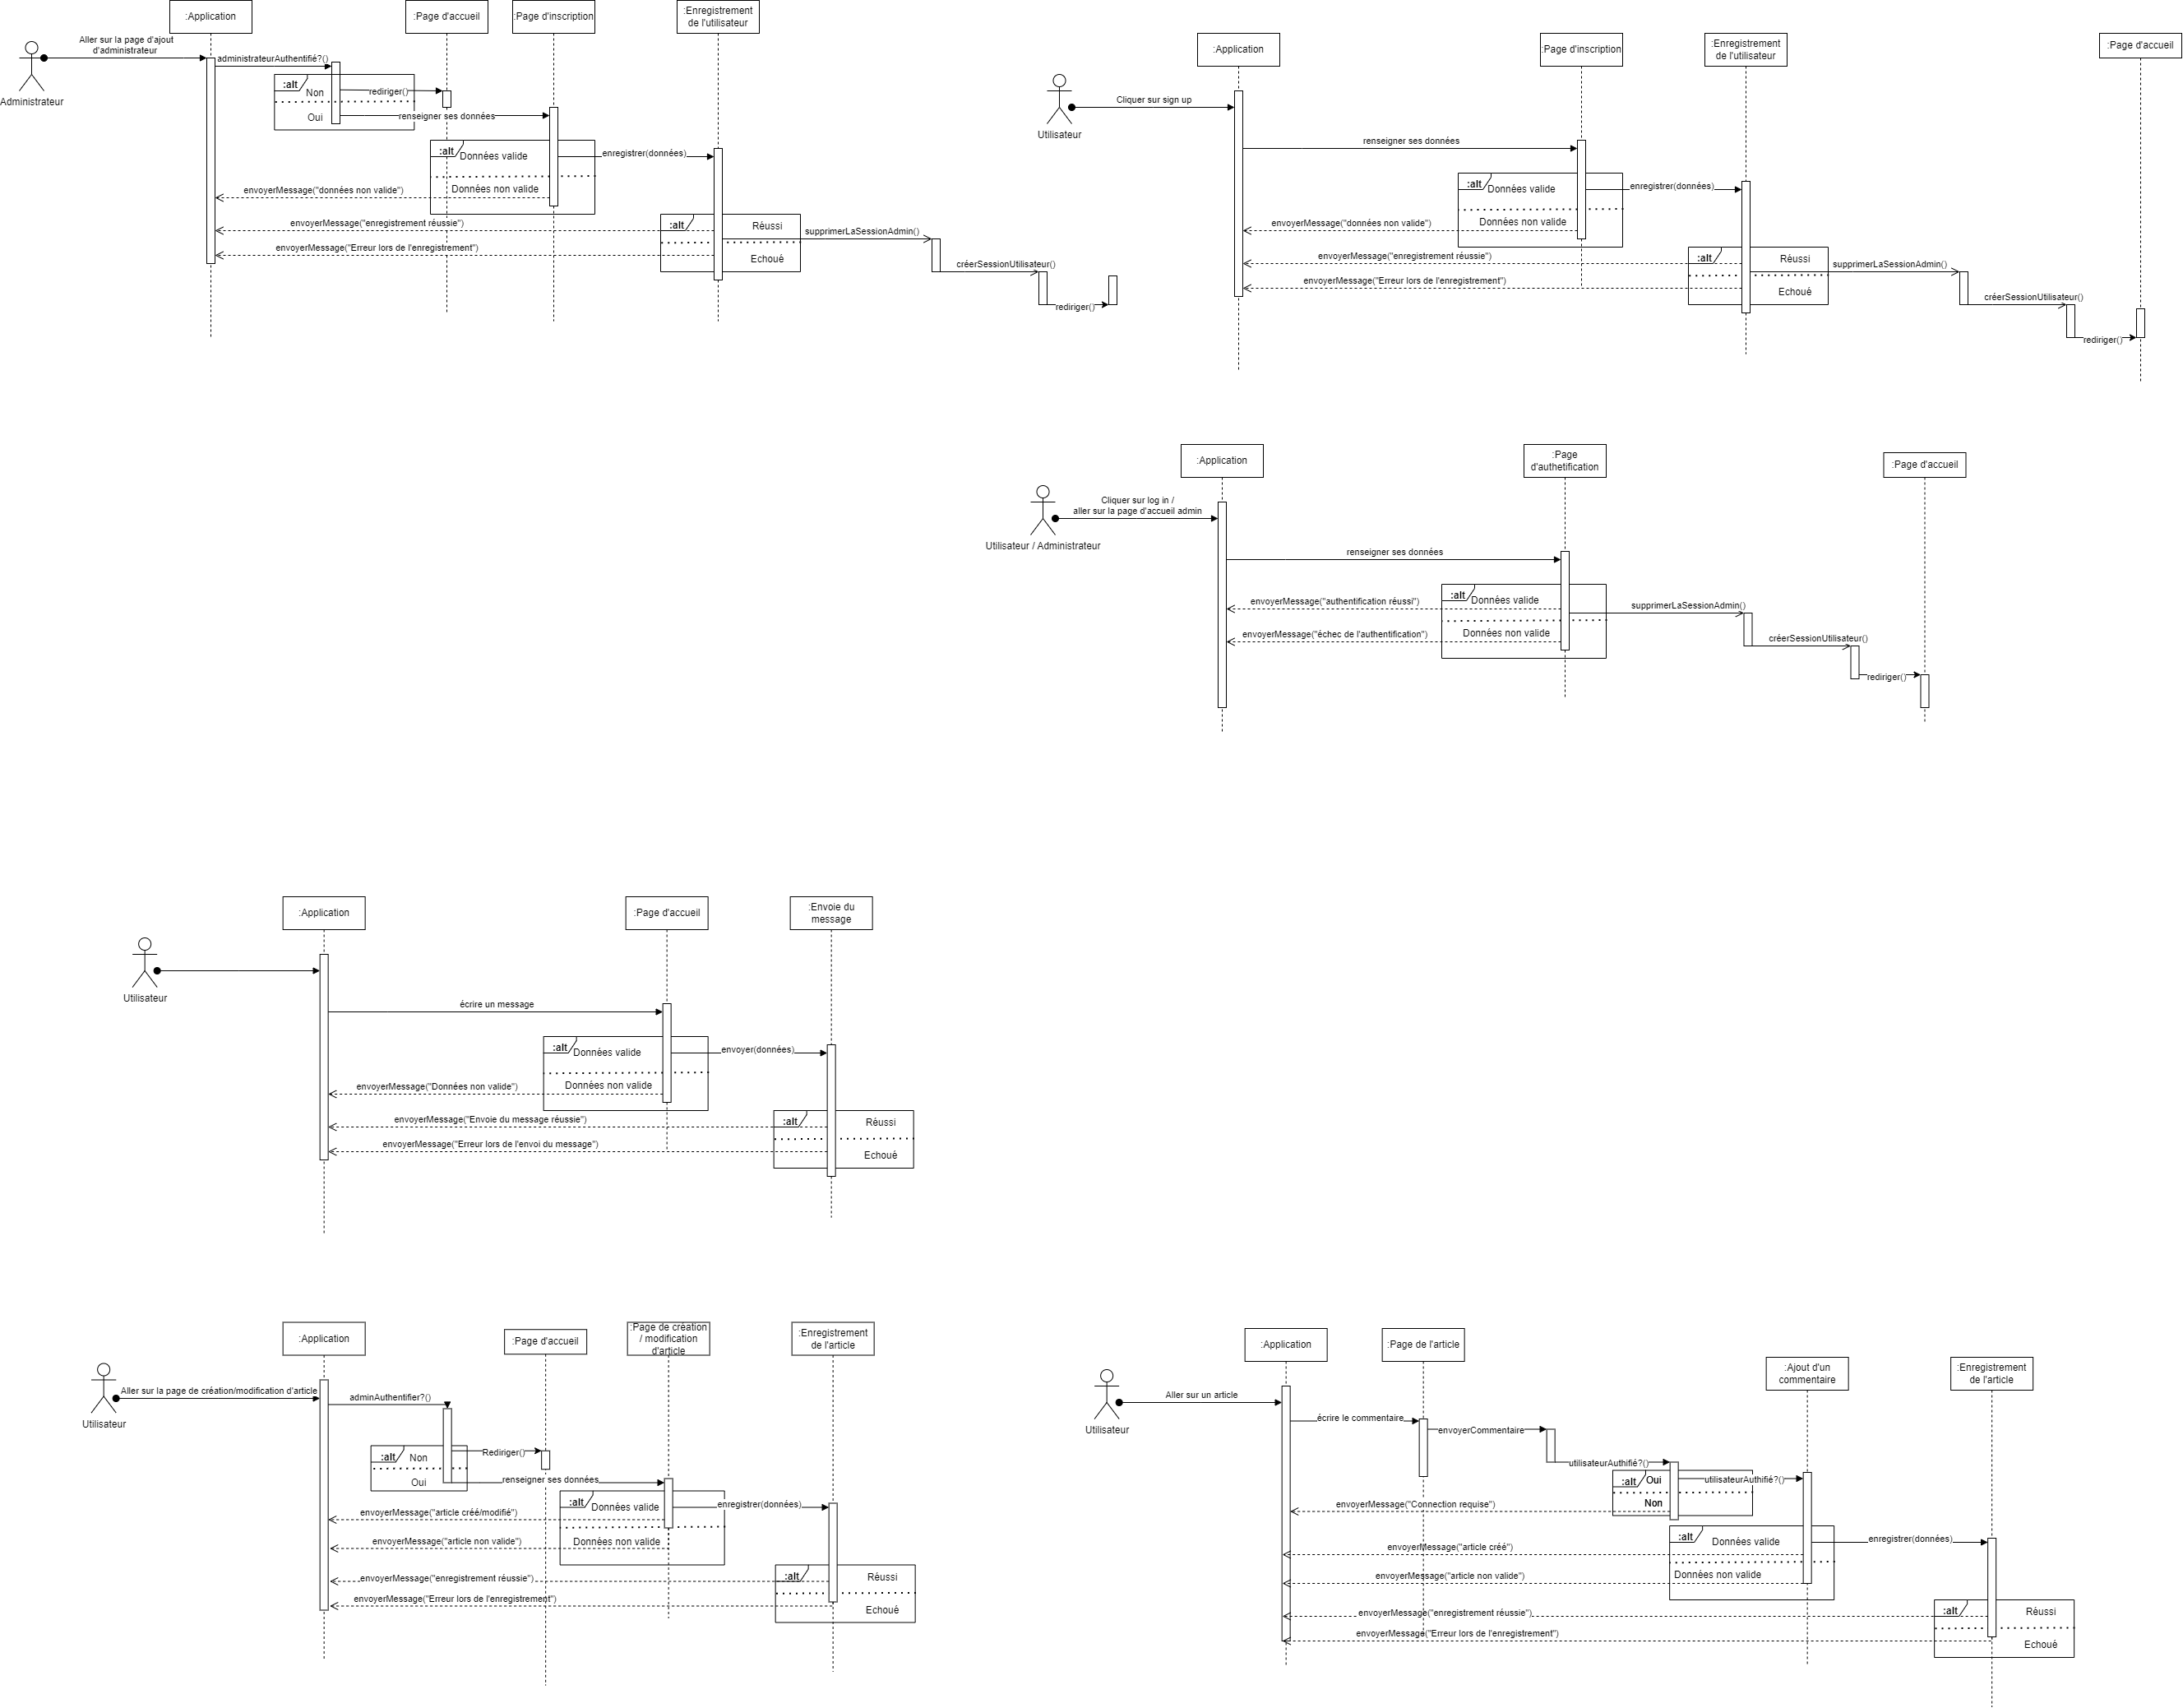 :Application
:Page d'accueil
:Page d'inscription
:Enregistrement
de l'utilisateur
Aller sur la page d'ajout
d'administrateur
administrateurAuthentifié?()
:alt
Non
rediriger()
Administrateur
Oui
renseigner ses données
:alt
Données valide
enregistrer(données)
Données non valide
envoyerMessage("données non valide")
envoyerMessage("enregistrement réussie")
:alt
Réussi
supprimerLaSessionAdmin()
envoyerMessage("Erreur lors de l'enregistrement")
Echoué
créerSessionUtilisateur()
rediriger()
:Application
:Page d'inscription
:Enregistrement
de l'utilisateur
:Page d'accueil
Cliquer sur sign up
Utilisateur
renseigner ses données
:alt
Données valide
enregistrer(données)
Données non valide
envoyerMessage("données non valide")
envoyerMessage("enregistrement réussie")
:alt
Réussi
supprimerLaSessionAdmin()
envoyerMessage("Erreur lors de l'enregistrement")
Echoué
créerSessionUtilisateur()
rediriger()
:Application
:Page
d'authetification
:Page d'accueil
Cliquer sur log in /
aller sur la page d'accueil admin
Utilisateur / Administrateur
renseigner ses données
:alt
Données valide
envoyerMessage("authentification réussi")
supprimerLaSessionAdmin()
Données non valide
envoyerMessage("échec de l'authentification")
créerSessionUtilisateur()
rediriger()
:Application
:Page d'accueil
:Envoie du
message
Utilisateur
écrire un message
:alt
Données valide
envoyer(données)
Données non valide
envoyerMessage("Données non valide")
envoyerMessage("Envoie du message réussie")
:alt
Réussi
envoyerMessage("Erreur lors de l'envoi du message")
Echoué
:Application
:Page d'accueil
:Page de création
/ modification
d'article
:Enregistrement
de l'article
Aller sur la page de création/modification d'article
Utilisateur
adminAuthentifier?()
:alt
Non
Rediriger()
Oui
renseigner ses données
:alt
Données valide
enregistrer(données)
envoyerMessage("article créé/modifié")
envoyerMessage("article non valide")
Données non valide
envoyerMessage("enregistrement réussie")
:alt
Réussi
envoyerMessage("Erreur lors de l'enregistrement")
Echoué
:Application
:Page de l'article
:Ajout d'un
commentaire
:Enregistrement
de l'article
Aller sur un article
Utilisateur
écrire le commentaire
envoyerCommentaire
utilisateurAuthifié?()
:alt
Oui
utilisateurAuthifié?()
envoyerMessage("Connection requise")
Non
:alt
Données valide
enregistrer(données)
envoyerMessage("article créé")
envoyerMessage("article non valide")
Données non valide
envoyerMessage("enregistrement réussie")
:alt
Réussi
envoyerMessage("Erreur lors de l'enregistrement")
Echoué